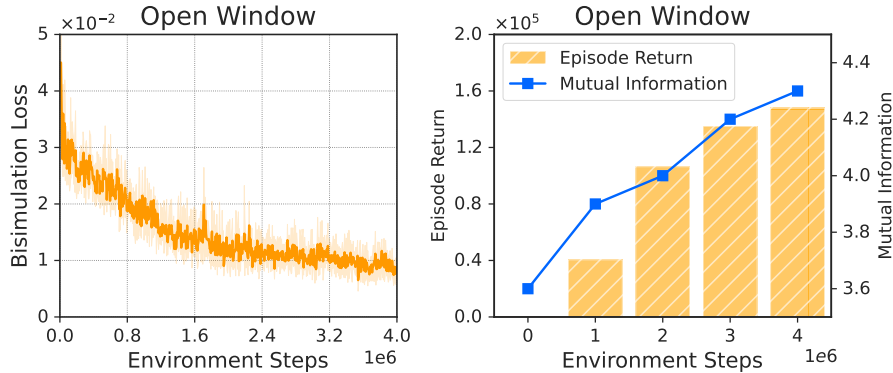 Open Window
×10⁻²
5
4
3
2
1
0
Bisimulation Loss
0.0 0.8 1.6 2.4 3.2 4.0
1e6
Environment Steps
Open Window
×10⁵
2.0
1.6
1.2
0.8
0.4
0.0
Episode Return
Episode Return
Mutual Information
4.4
4.2
4.0
3.8
3.6
Mutual Information
0 1 2 3 4
1e6
Environment Steps